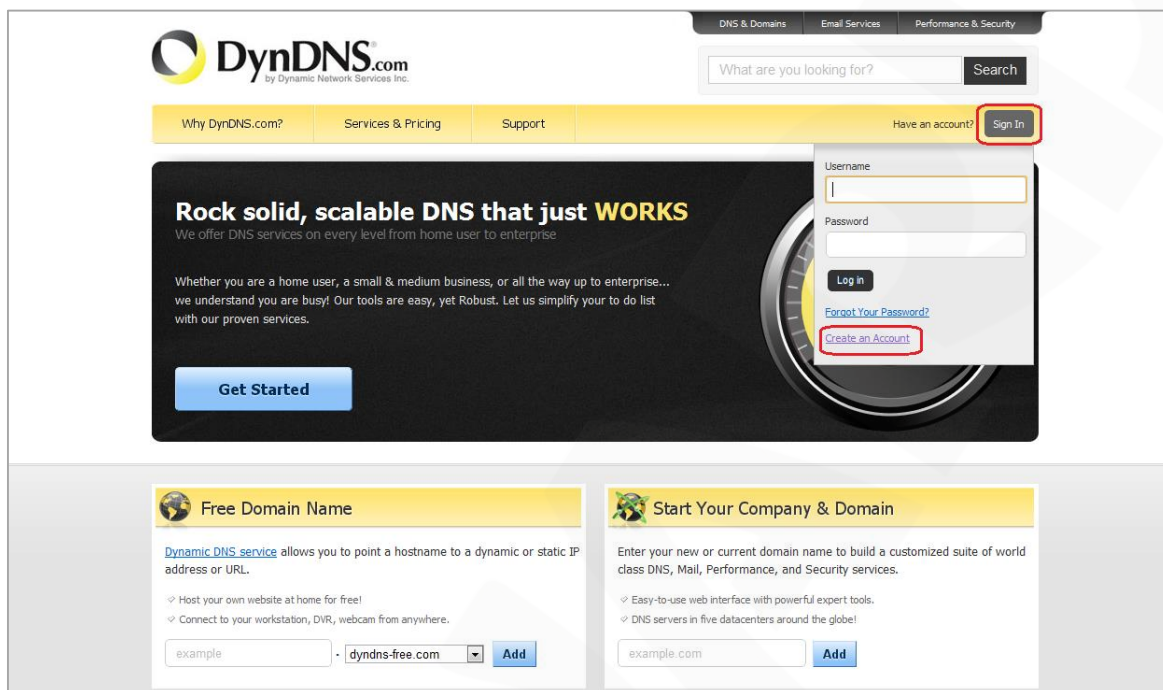 DNS & Domains Email Services Performance & Security
DynDNS.com
by Dynamic Network Services Inc.
What are you looking for? Search
Why DynDNS.com? Services & Pricing Support Have an account? Sign In
Username
Password
Log in
Forgot Your Password?
Create an Account
Rock solid, scalable DNS that just WORKS
We offer DNS services on every level from home user to enterprise
Whether you are a home user, a small & medium business, or all the way up to enterprise...
we understand you are busy! Our tools are easy, yet Robust. Let us simplify your to do list
with our proven services.
Get Started
Free Domain Name
Dynamic DNS service allows you to point a hostname to a dynamic or static IP
address or URL.
Host your own website at home for free!
Connect to your workstation, DVR, webcam from anywhere.
example . dyndns-free.com Add
Start Your Company & Domain
Enter your new or current domain name to build a customized suite of world
class DNS, Mail, Performance, and Security services.
Easy-to-use web interface with powerful expert tools.
DNS servers in five datacenters around the globe!
example.com Add